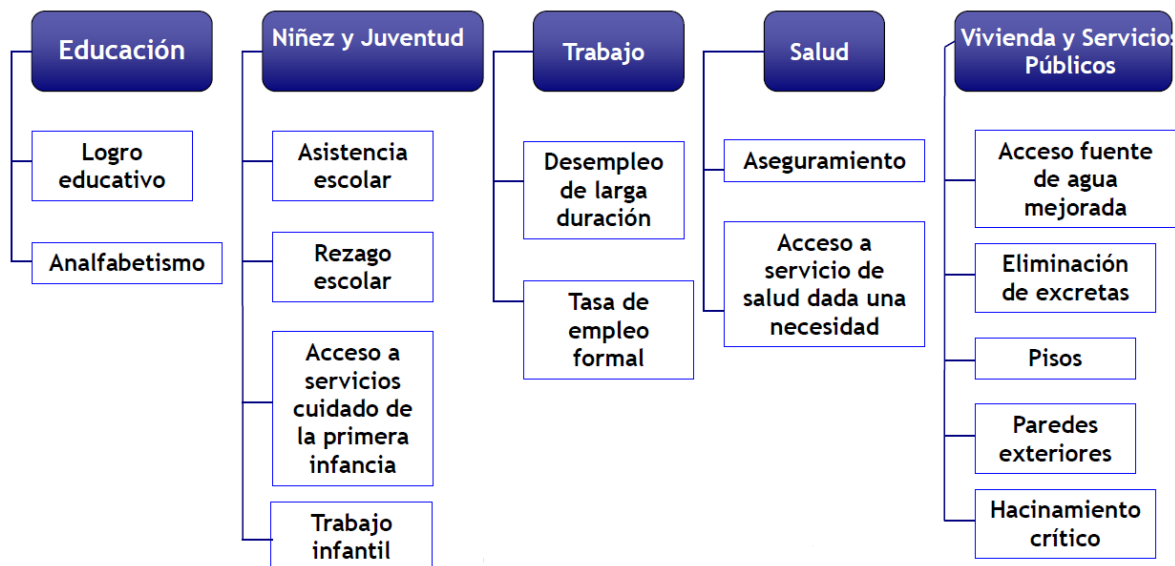 Educación
Logro
educativo
Analfabetismo
Niñez y Juventud
Asistencia
escolar
Rezago
escolar
Acceso a
servicios
cuidado de
la primera
infancia
Trabajo
infantil
Trabajo
Desempleo
de larga
duración
Tasa de
empleo
formal
Salud
Aseguramiento
Acceso a
servicio de
salud dada una
necesidad
Vivienda y Servicios
Públicos
Acceso fuente
de agua
mejorada
Eliminación
de excretas
Pisos
Paredes
exteriores
Hacinamiento
crítico